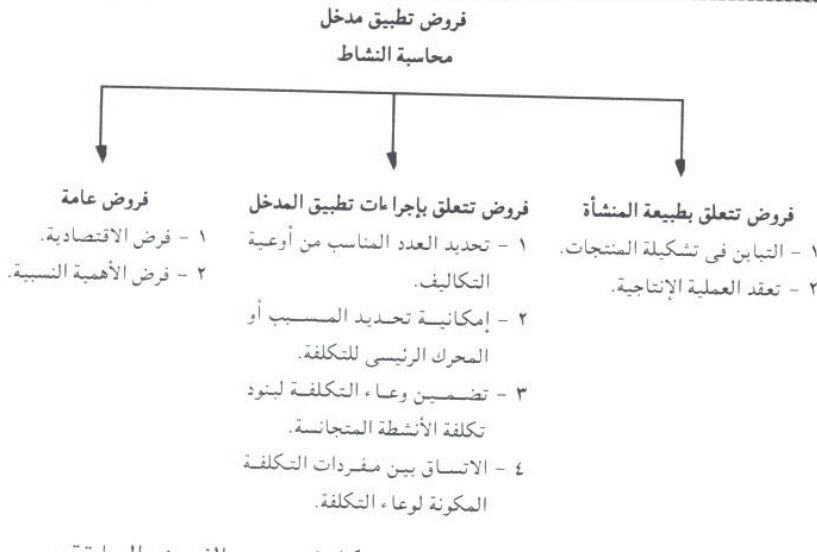 فروض تطبيق مدخل
محاسبة النشاط
فروض تتعلق بطبيعة المنشأة
١ - التباين فى تشكيلة المنتجات.
٢ - تعقد العملية الإنتاجية.
فروض تتعلق بإجراءات تطبيق المدخل
١ - تحديد العدد المناسب من أوعية
التكاليف.
٢ - إمكانية تحديد المسبب أو
المحرك الرئيسى للتكلفة.
٣ - تضمين وعاء التكلفة لبنود
تكلفة الأنشطة المتجانسة.
٤ - الاتساق بين مفردات التكلفة
المكونة لوعاء التكلفة.
فروض عامة
١ - فرض الاقتصادية.
٢ - فرض الأهمية النسبية.